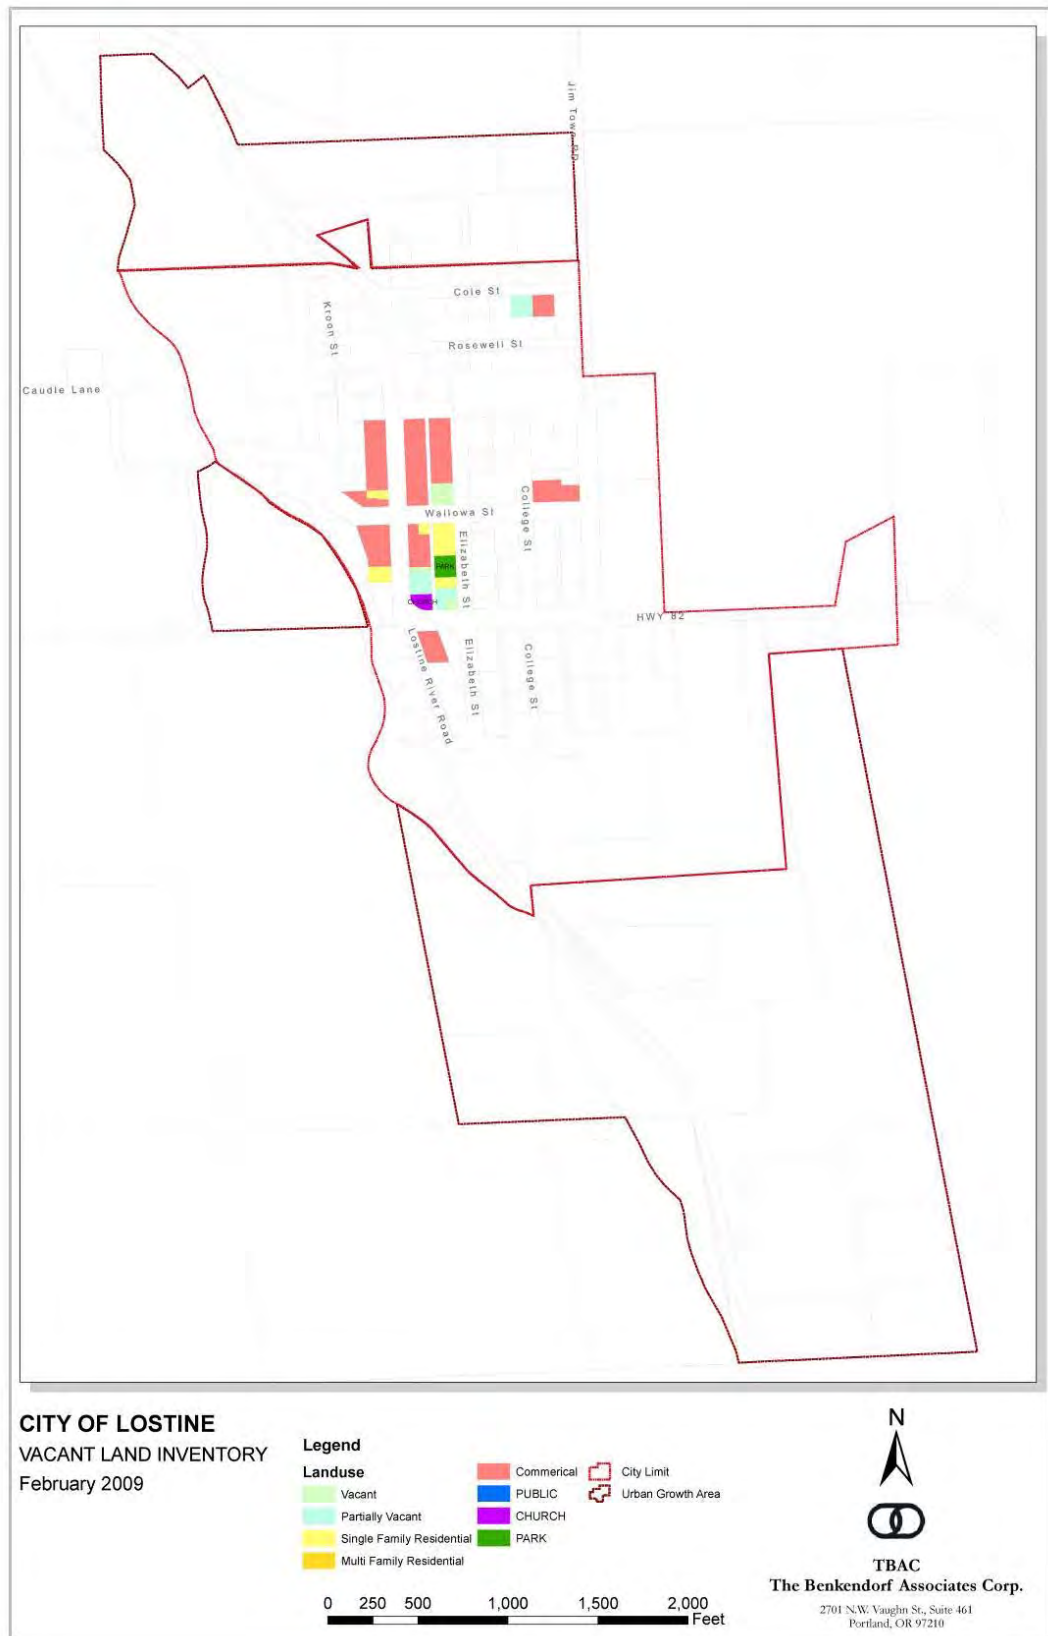 Jim Town RD
Cole St
Kroon St
Rosewell St
Caudle Lane
College St
Wallowa St
Elizabeth St
PARK
CHURCH
HWY 82
Lostine River Road
Elizabeth St
College St
CITY OF LOSTINE
VACANT LAND INVENTORY
February 2009
Legend
Landuse
Vacant
Partially Vacant
Single Family Residential
Multi Family Residential
Commerical
PUBLIC
CHURCH
PARK
City Limit
Urban Growth Area
0 250 500 1,000 1,500 2,000
Feet
N
TBAC
The Benkendorf Associates Corp.
2701 N.W. Vaughn St., Suite 461
Portland, OR 97210